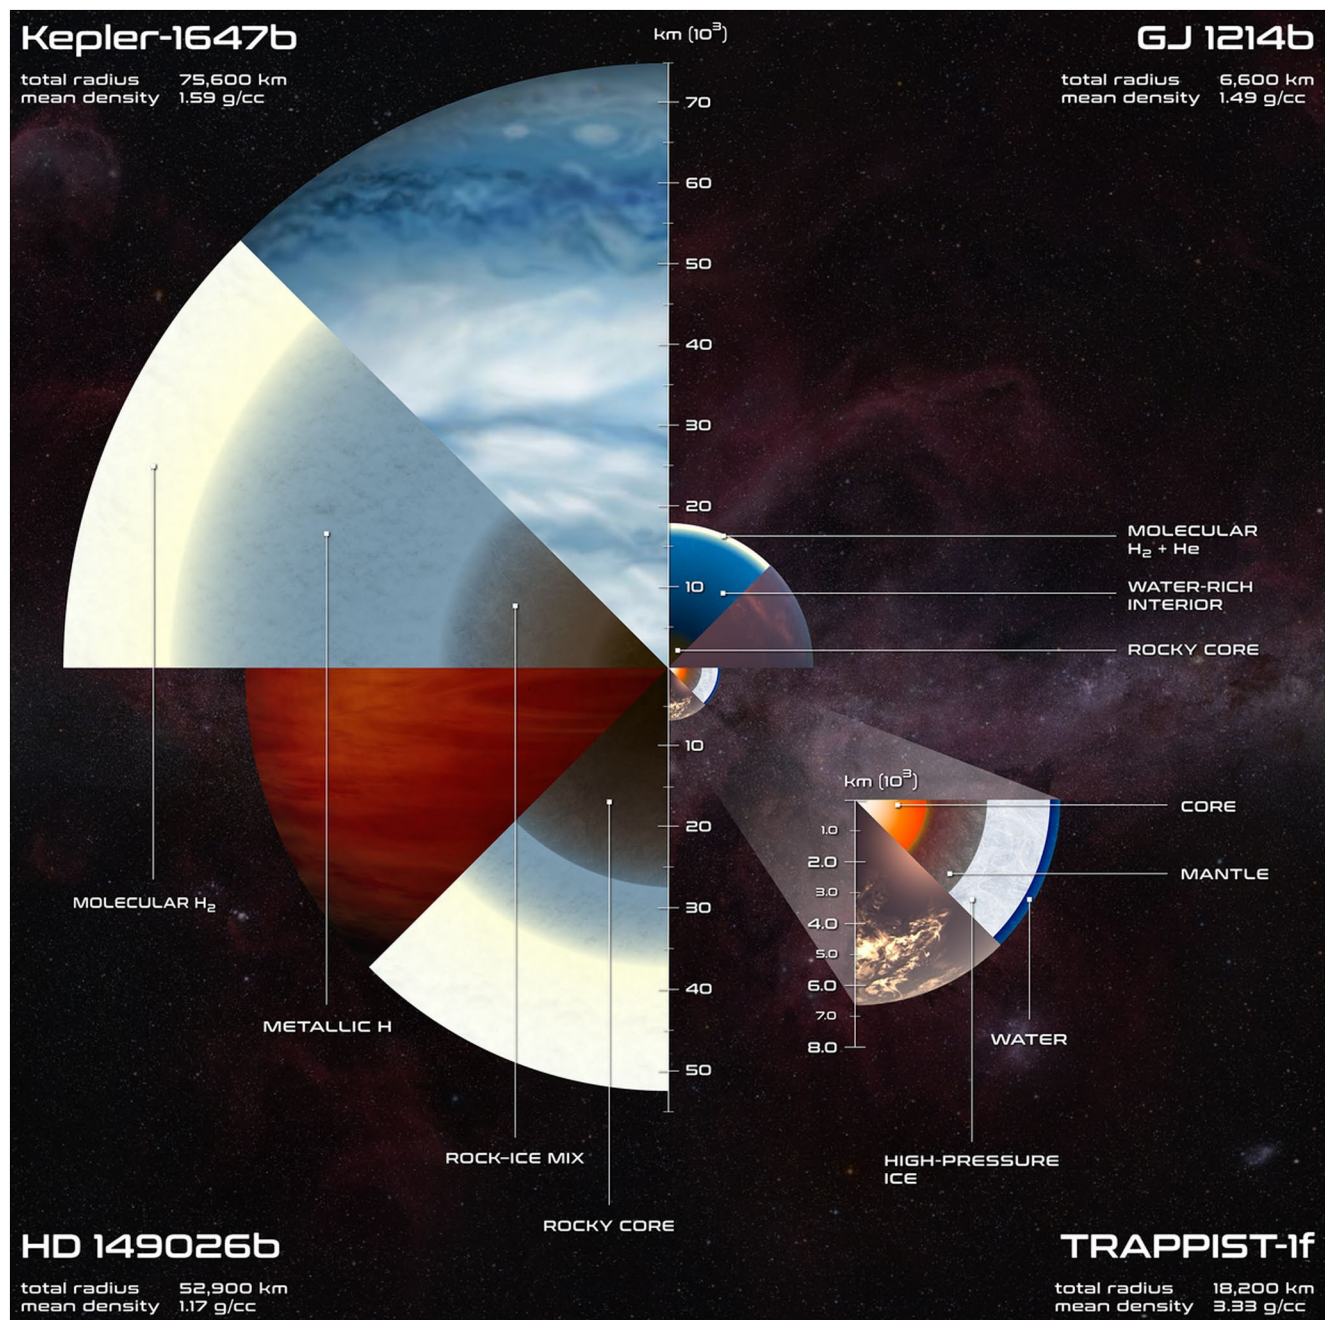 Kepler-1647b
total radius 75,600 km
mean density 1.59 g/cc
km (10³)
GJ 1214b
total radius 6,600 km
mean density 1.49 g/cc
70
60
50
40
30
20
10
MOLECULAR
H₂ + He
WATER-RICH
INTERIOR
ROCKY CORE
10
20
30
40
50
MOLECULAR H₂
METALLIC H
ROCK-ICE MIX
ROCKY CORE
km (10³)
1.0
2.0
3.0
4.0
5.0
6.0
7.0
8.0
CORE
MANTLE
WATER
HIGH-PRESSURE
ICE
HD 149026b
total radius 52,900 km
mean density 1.17 g/cc
TRAPPIST-1f
total radius 18,200 km
mean density 3.33 g/cc